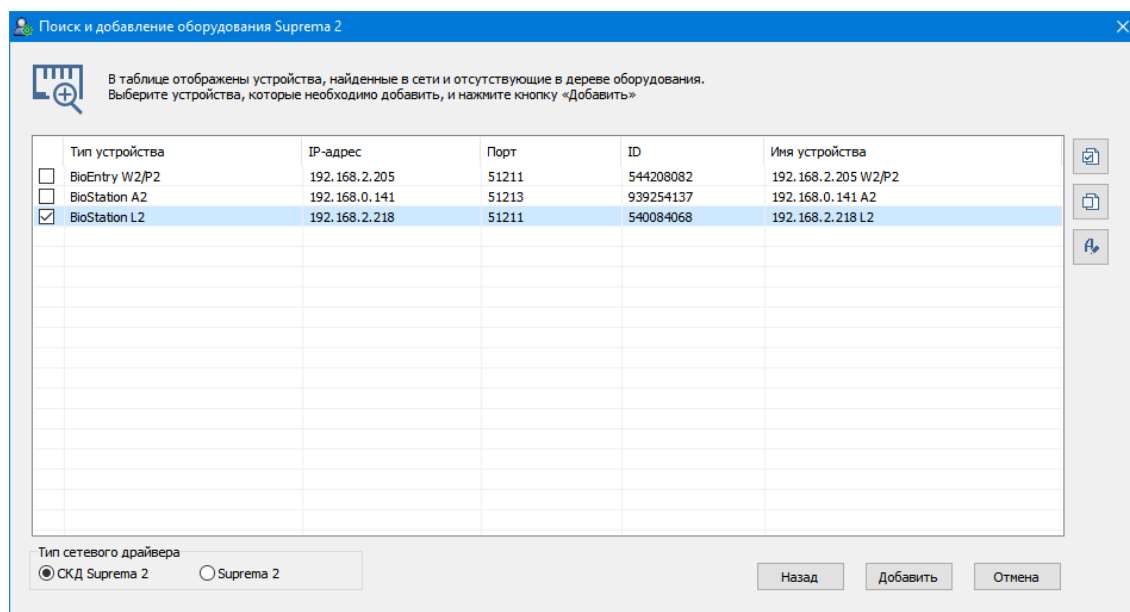 Поиск и добавление оборудования Suprema 2
В таблице отображены устройства, найденные в сети и отсутствующие в дереве оборудования.
Выберите устройства, которые необходимо добавить, и нажмите кнопку «Добавить»
Тип устройства IP-адрес Порт ID Имя устройства
BioEntry W2/P2 192.168.2.205 51211 544208082 192.168.2.205 W2/P2
BioStation A2 192.168.0.141 51213 939254137 192.168.0.141 A2
BioStation L2 192.168.2.218 51211 540084068 192.168.2.218 L2
Тип сетевого драйвера
СКД Suprema 2 Suprema 2
Назад Добавить Отмена